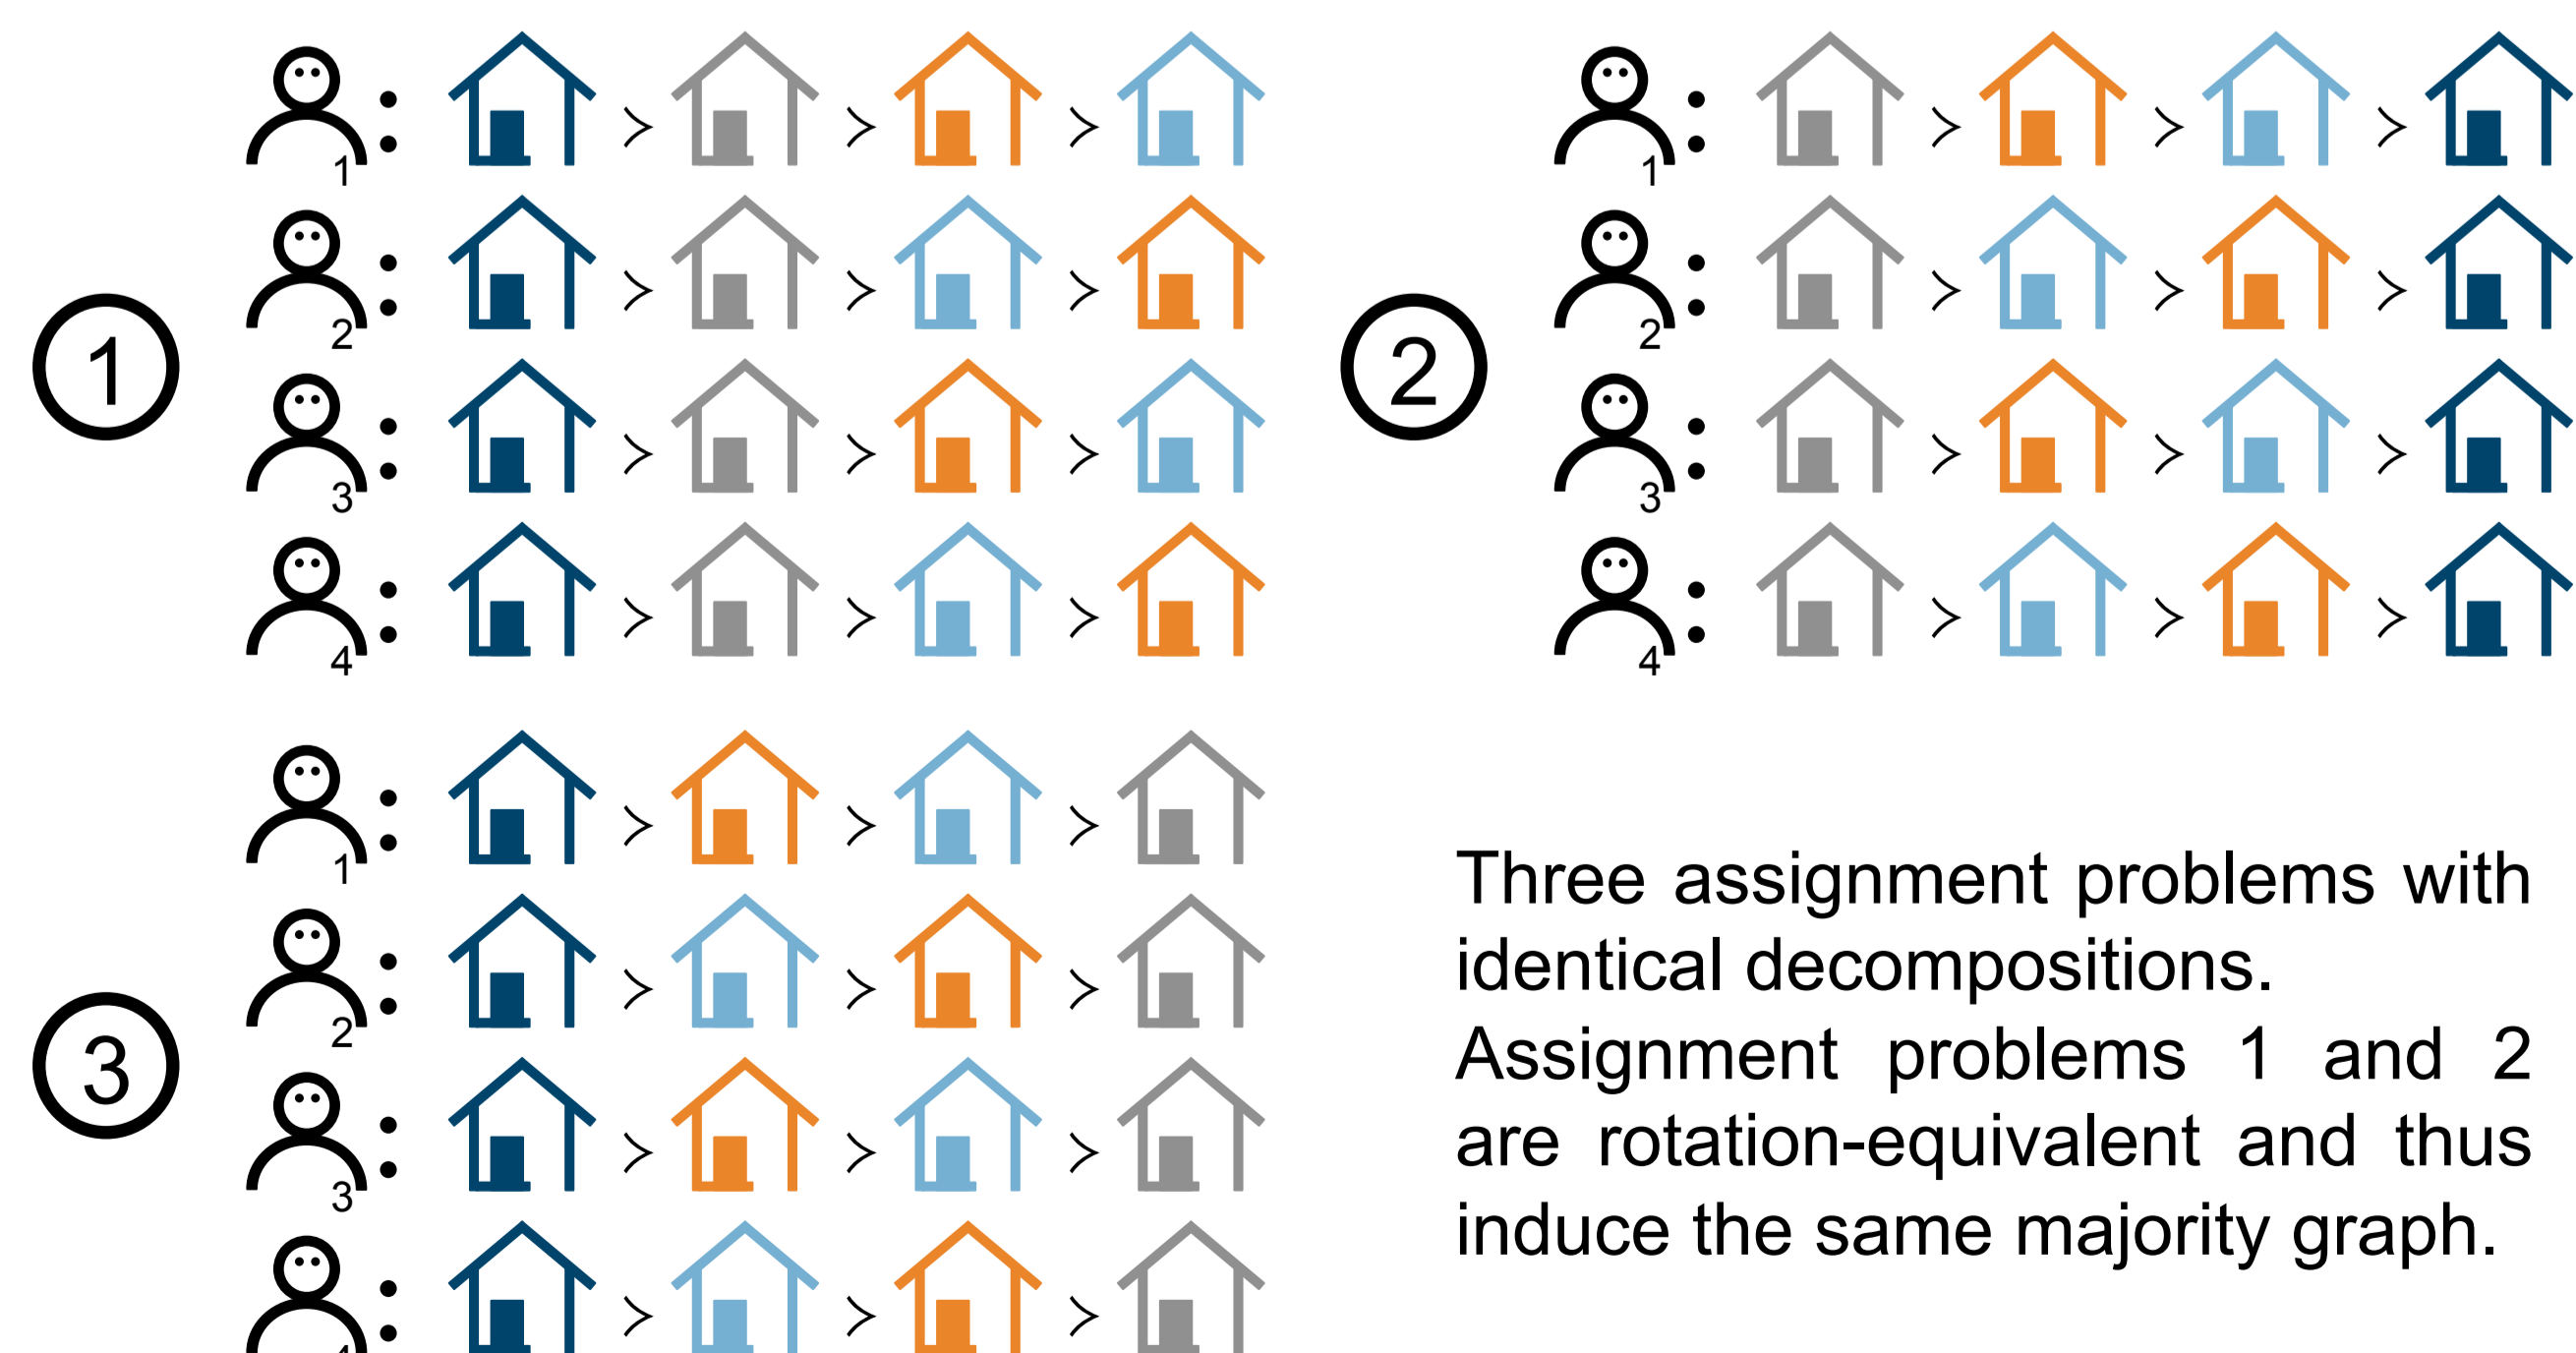 1 : ≻ ≻ ≻
2 : ≻ ≻ ≻
1
3 : ≻ ≻ ≻
4 : ≻ ≻ ≻
1 : ≻ ≻ ≻
2 : ≻ ≻ ≻
2
3 : ≻ ≻ ≻
4 : ≻ ≻ ≻
1 : ≻ ≻ ≻
2 : ≻ ≻ ≻
3
3 : ≻ ≻ ≻
4 : ≻ ≻ ≻
Three assignment problems with
identical decompositions.
Assignment problems 1 and 2
are rotation-equivalent and thus
induce the same majority graph.